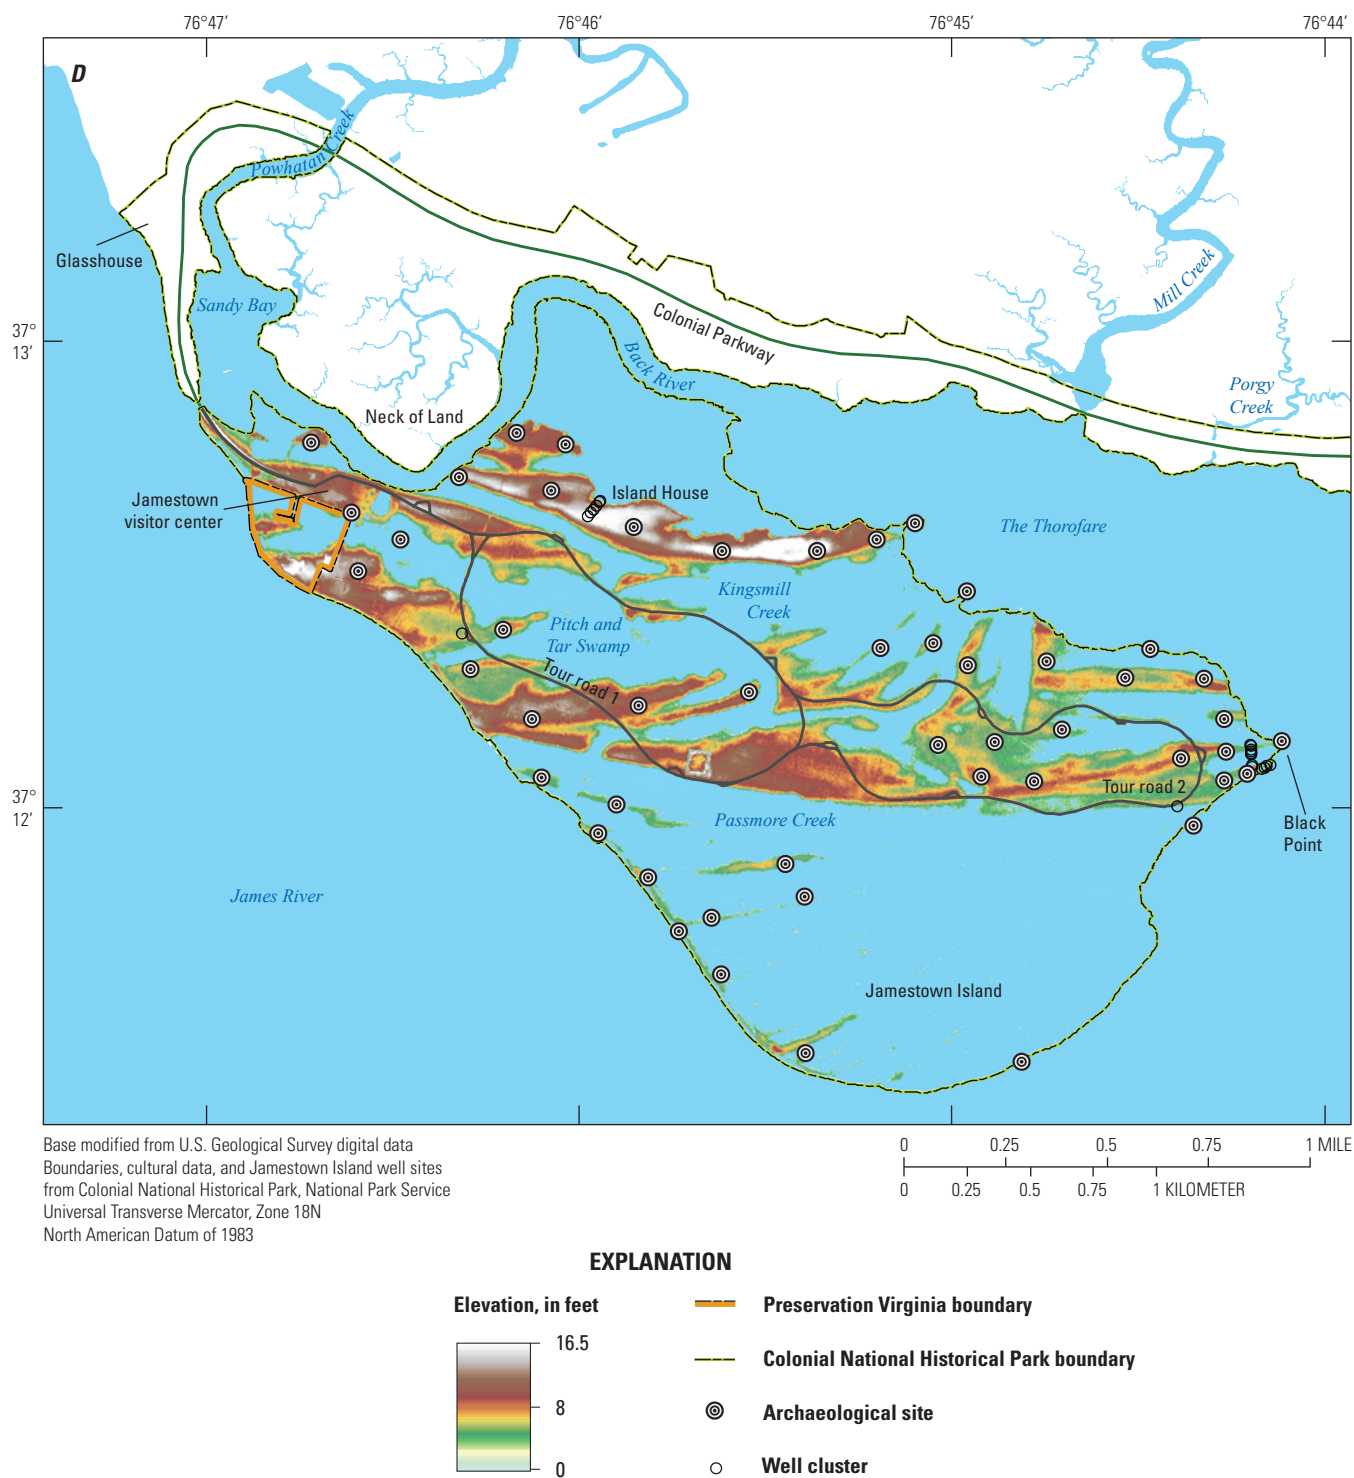 76°47'
76°46'
76°45'
76°44'
D
Powhatan Creek
Glasshouse
Sandy Bay
Mill Creek
37°
13'
Colonial Parkway
Back River
Porgy
Creek
Neck of Land
Jamestown
visitor center
Island House
The Thorofare
Kingsmill
Creek
Pitch and
Tar Swamp
Tour road 1
Tour road 2
37°
12'
Passmore Creek
Black
Point
James River
Jamestown Island
Base modified from U.S. Geological Survey digital data
Boundaries, cultural data, and Jamestown Island well sites
from Colonial National Historical Park, National Park Service
Universal Transverse Mercator, Zone 18N
North American Datum of 1983
0 0.25 0.5 0.75 1 MILE
0 0.25 0.5 0.75 1 KILOMETER
EXPLANATION
Elevation, in feet
16.5
8
0
Preservation Virginia boundary
Colonial National Historical Park boundary
Archaeological site
Well cluster